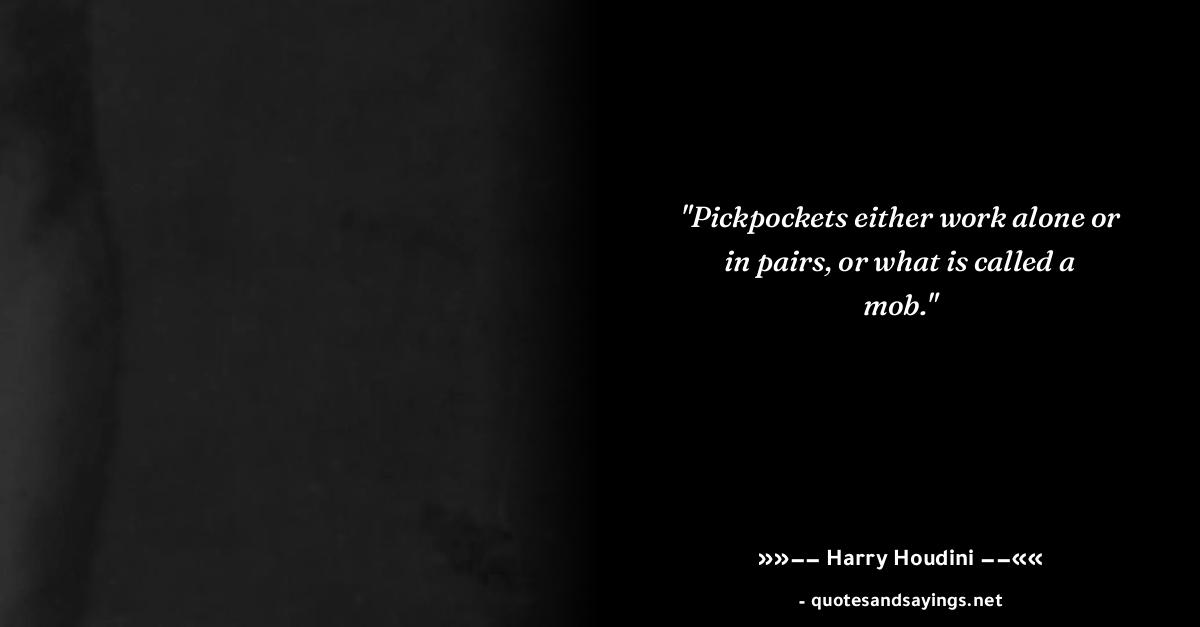 "Pickpockets either work alone or
in pairs, or what is called a
mob."
»»−− Harry Houdini −−««
- quotesandsayings.net